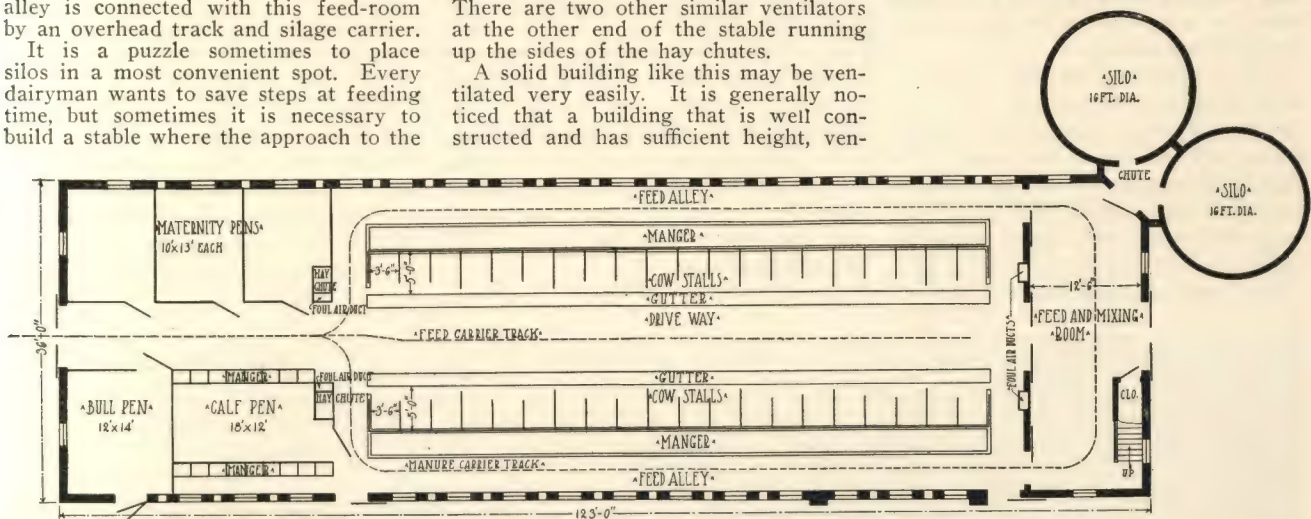 alley is connected with this feed-room
by an overhead track and silage carrier.
It is a puzzle sometimes to place
silos in a most convenient spot. Every
dairyman wants to save steps at feeding
time, but sometimes it is necessary to
build a stable where the approach to the
There are two other similar ventilators
at the other end of the stable running
up the sides of the hay chutes.
A solid building like this may be ven-
tilated very easily. It is generally no-
ticed that a building that is well con-
structed and has sufficient height, ven-
SILO
16 FT. DIA.
CHUTE
SILO
16 FT. DIA.
FEED ALLEY
MATERNITY PENS
10'x13' EACH
MANGER
HAY
CHUTE
FOUL AIR DUCT
3'-6"
5'-0"
COW STALLS
GUTTER
DRIVE WAY
FEED CARRIER TRACK
36'-0"
FOUL AIR DUCTS
12'-6"
FEED AND MIXING
ROOM
GUTTER
MANGER
FOUL AIR DUCT
HAY CHUTE
BULL PEN
12'x14'
CALF PEN
18'x12'
MANGER
3'-6"
5'-0"
COW STALLS
MANGER
MANURE CARRIER TRACK
FEED ALLEY
CLO.
UP
123'-0"